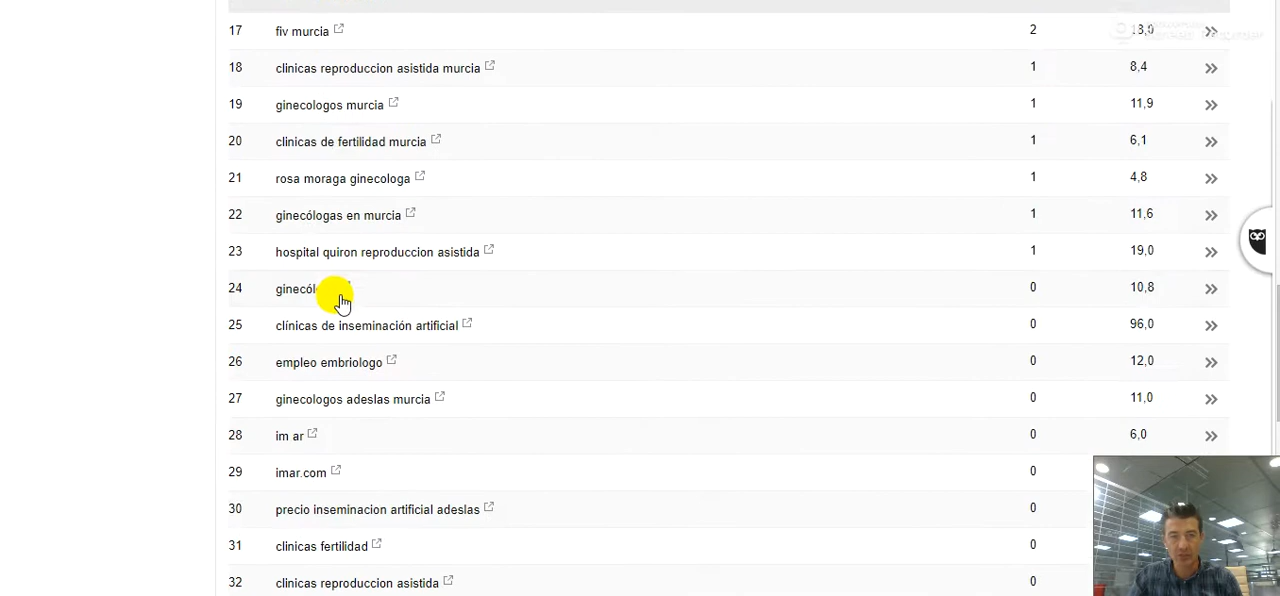 17 fiv murcia 2 18,0
18 clinicas reproduccion asistida murcia 1 8,4
19 ginecologos murcia 1 11,9
20 clinicas de fertilidad murcia 1 6,1
21 rosa moraga ginecologa 1 4,8
22 ginecólogas en murcia 1 11,6
23 hospital quiron reproduccion asistida 1 19,0
24 0 10,8
25 clínicas de inseminación artificial 0 96,0
26 empleo embriologo 0 12,0
27 ginecologos adeslas murcia 0 11,0
28 im ar 0 6,0
29 imar.com 0
30 precio inseminacion artificial adeslas 0
31 clinicas fertilidad 0
32 clinicas reproduccion asistida 0